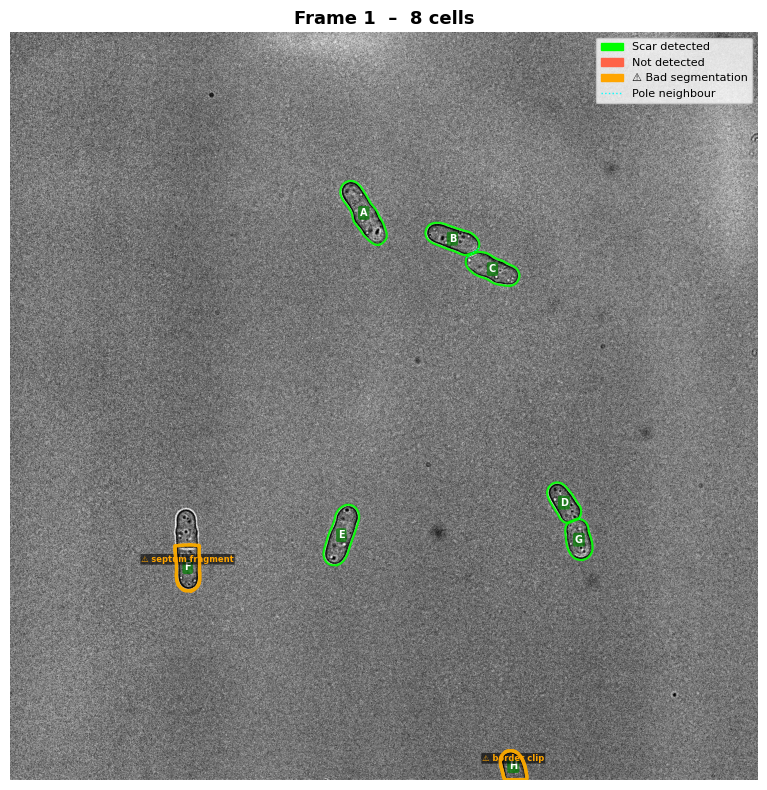 Frame 1 – 8 cells
Scar detected
Not detected
⚠ Bad segmentation
Pole neighbour
A
B
C
D
E
G
⚠ septum fragment
F
⚠ border clip
H